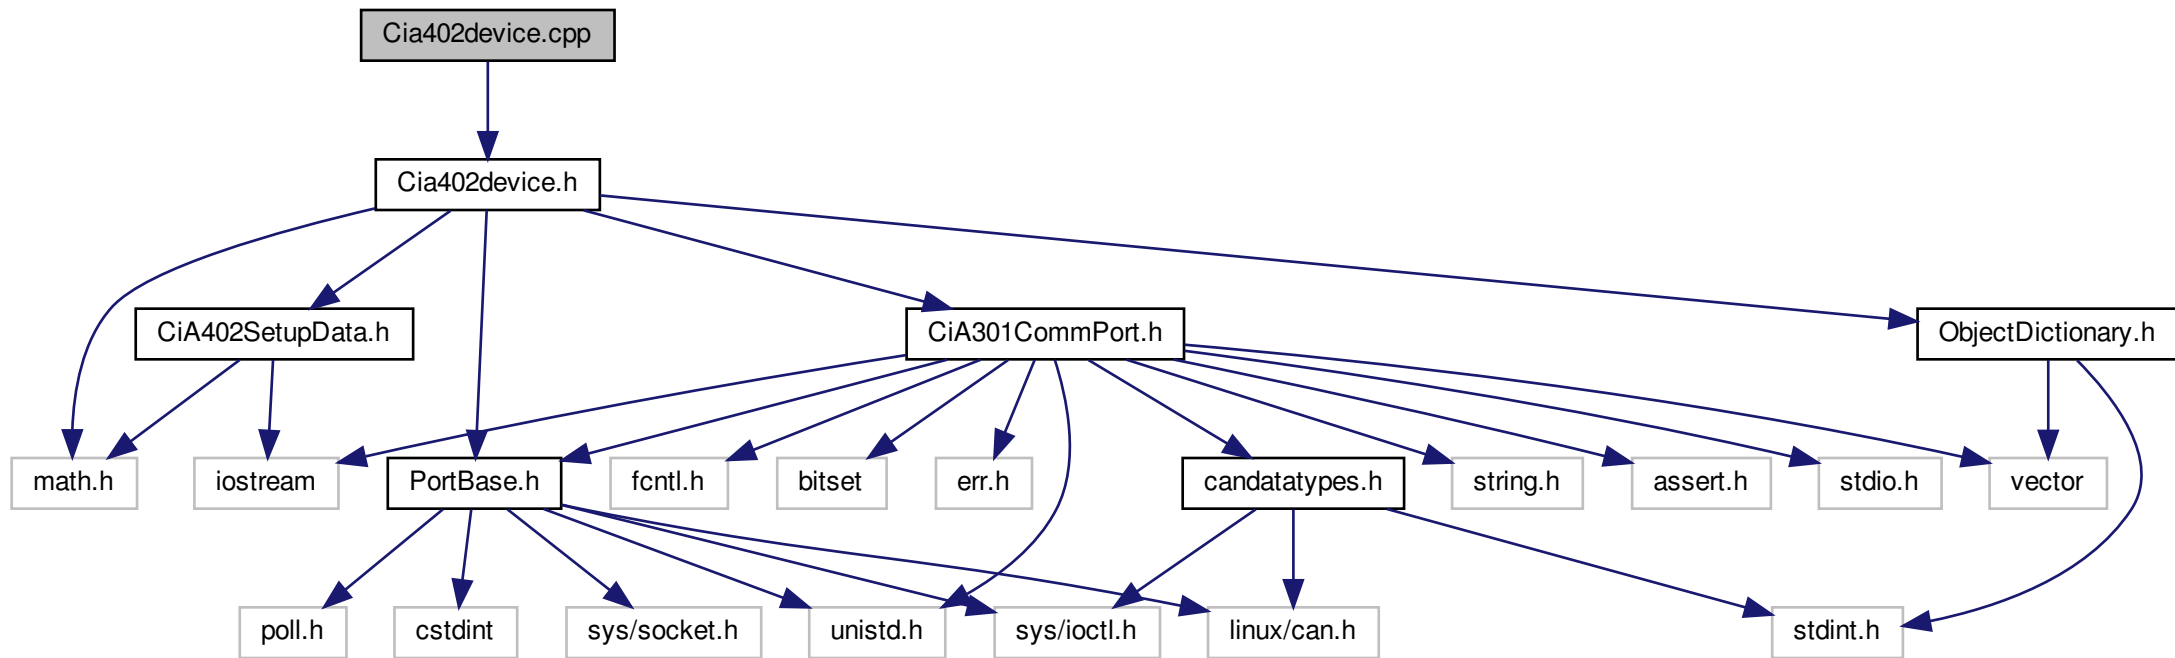 Cia402device.cpp
Cia402device.h
CiA402SetupData.h
CiA301CommPort.h
ObjectDictionary.h
math.h
iostream
PortBase.h
fcntl.h
bitset
err.h
candatatypes.h
string.h
assert.h
stdio.h
vector
poll.h
cstdint
sys/socket.h
unistd.h
sys/ioctl.h
linux/can.h
stdint.h